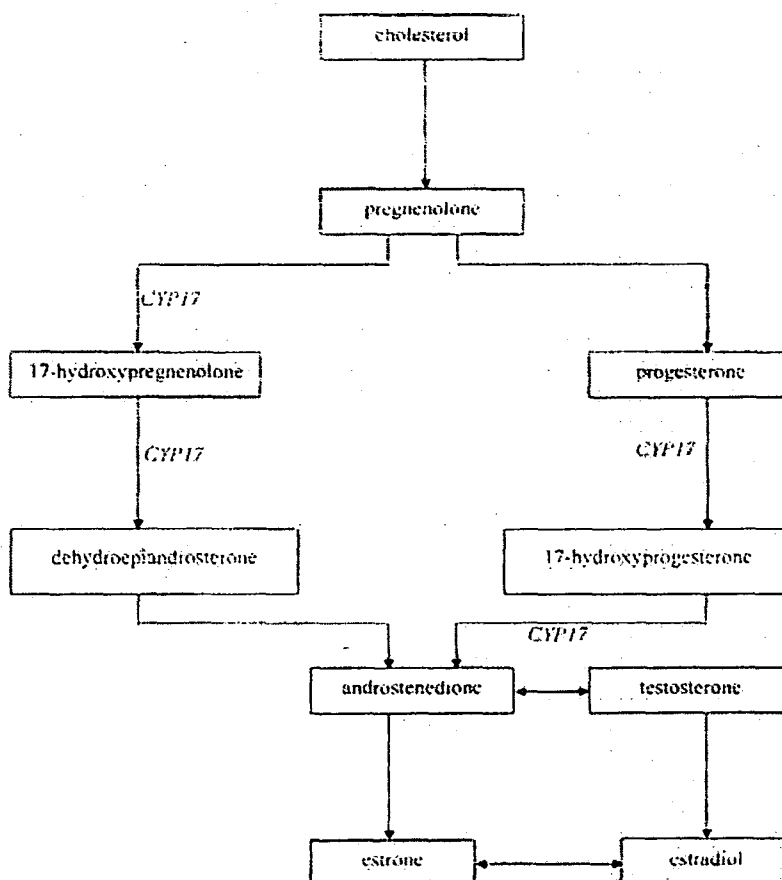 cholesterol
pregnenolone
CYP17
17-hydroxypregnenolone
progesterone
CYP17
CYP17
dehydroepiandrosterone
17-hydroxyprogesterone
CYP17
androstenedione
testosterone
estrone
estradiol